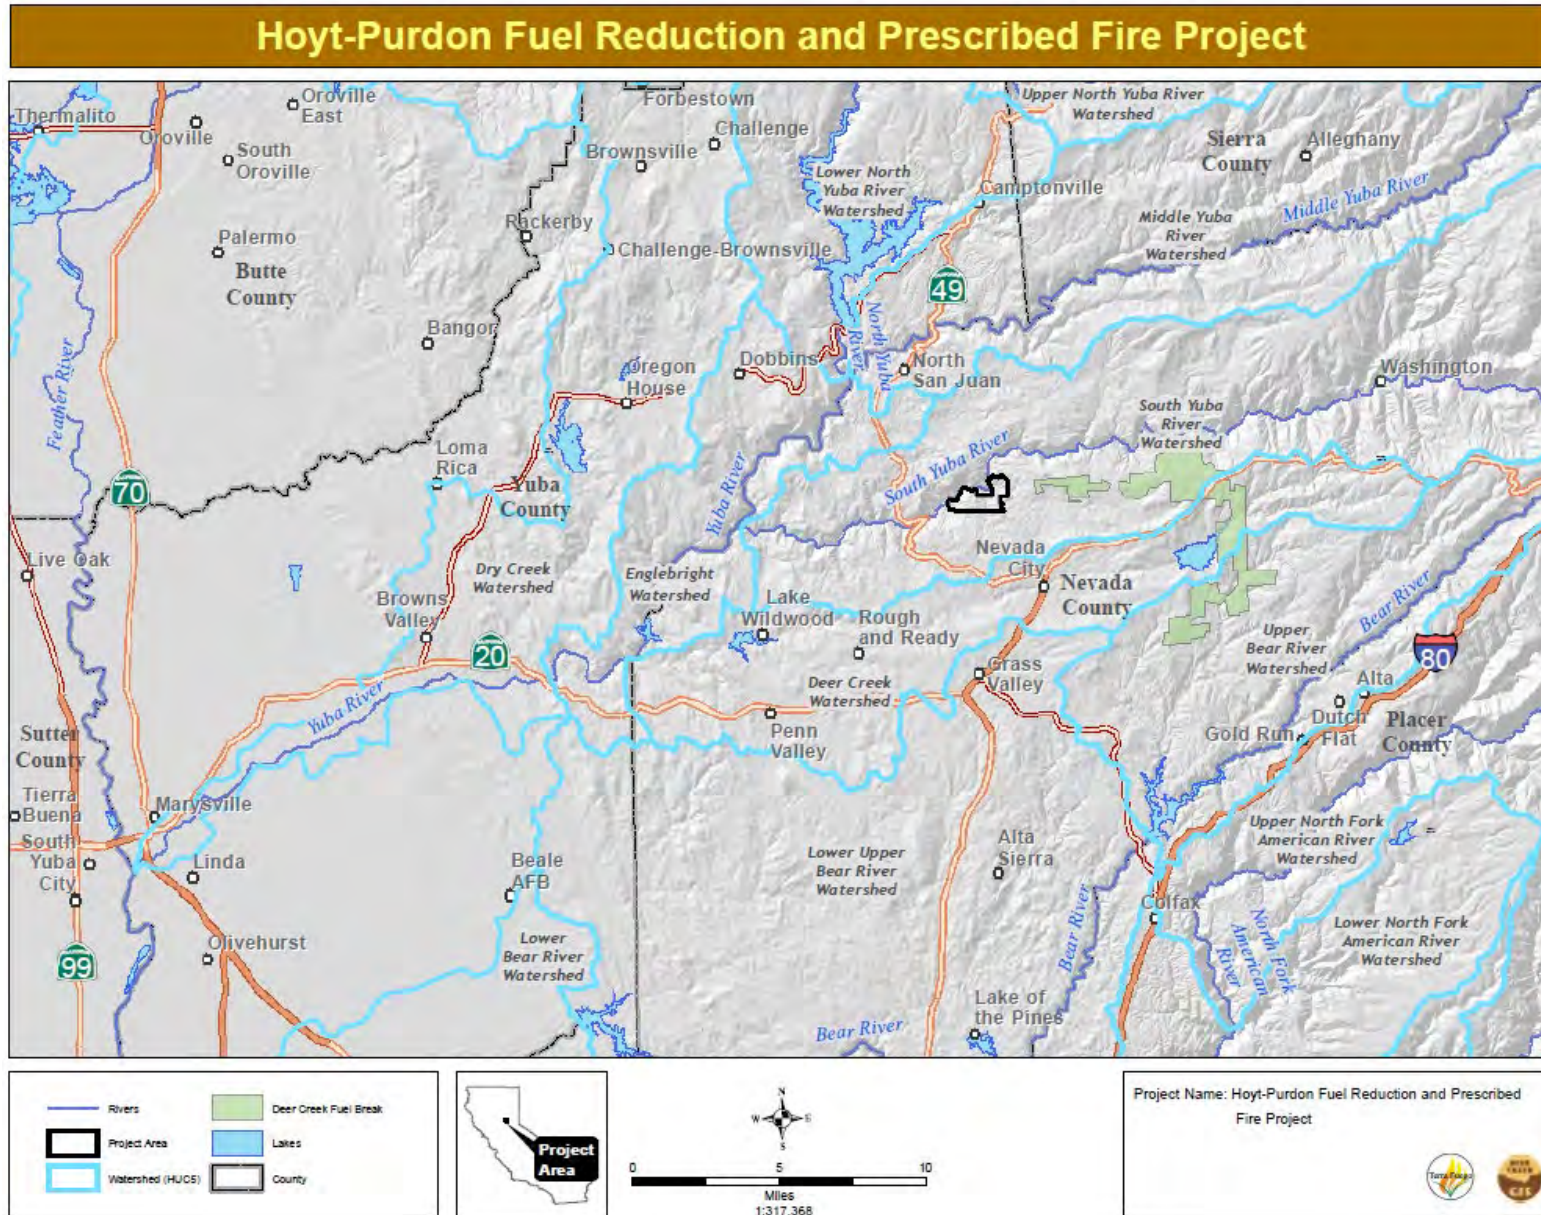 Hoyt-Purdon Fuel Reduction and Prescribed Fire Project
Thermalito
Oroville
Oroville
East
South
Oroville
Forbestown
Challenge
Brownsville
Upper North Yuba River
Watershed
Sierra
County
Alleghany
Lower North
Yuba River
Watershed
Camptonville
Middle Yuba River
Middle Yuba
River
Watershed
Rackerby
Palermo
Butte
County
Challenge-Brownsville
49
Bangor
Feather River
North Yuba
River
Oregon
House
Dobbins
North
San Juan
Washington
South Yuba
River
Watershed
Loma
Rica
70
Yuba
County
Yuba River
South Yuba River
Live Oak
Dry Creek
Watershed
Englebright
Watershed
Nevada
City
Nevada
County
Browns
Valley
Lake
Wildwood
Rough
and Ready
Bear River
Upper
Bear River
Watershed
20
80
Grass
Valley
Deer Creek
Watershed
Alta
Yuba River
Penn
Valley
Dutch
Flat
Gold Run
Placer
County
Sutter
County
Tierra
Buena
Marysville
South
Yuba
City
Linda
Beale
AFB
Lower Upper
Bear River
Watershed
Alta
Sierra
Upper North Fork
American River
Watershed
Colfax
Bear River
North Fork
American
River
Lower North Fork
American River
Watershed
Olivehurst
99
Lower
Bear River
Watershed
Lake of
the Pines
Bear River
Rivers
Deer Creek Fuel Break
Project Area
Lakes
Watershed (HUC5)
County
Project
Area
N
W E
S
0 5 10
Miles
1:317,368
Project Name: Hoyt-Purdon Fuel Reduction and Prescribed
Fire Project